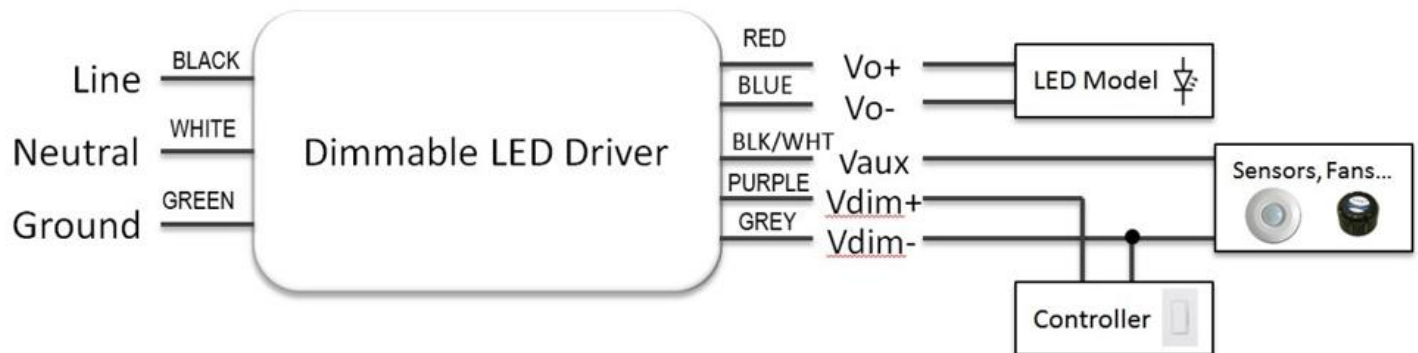 Line BLACK
Neutral WHITE
Ground GREEN
Dimmable LED Driver
RED Vo+
BLUE Vo-
BLK/WHT Vaux
PURPLE Vdim+
GREY Vdim-
LED Model
Sensors, Fans...
Controller